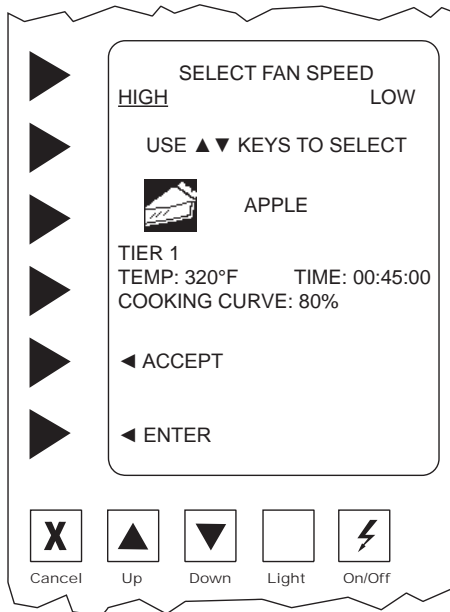 SELECT FAN SPEED
HIGH LOW
USE ▲▼ KEYS TO SELECT
APPLE
TIER 1
TEMP: 320°F TIME: 00:45:00
COOKING CURVE: 80%
◄ ACCEPT
◄ ENTER
X
Cancel Up Down Light On/Off